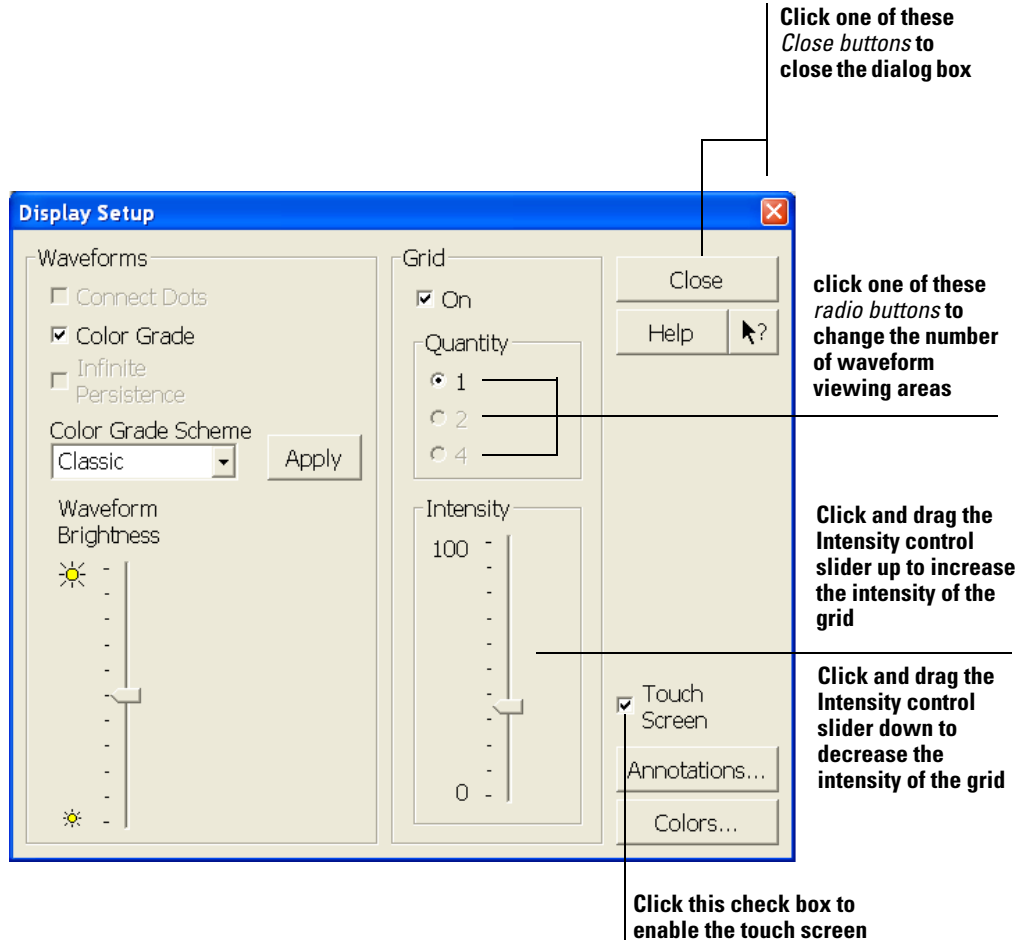 Click one of these
Close buttons to
close the dialog box
Display Setup
Waveforms
Connect Dots
Color Grade
Infinite
Persistence
Color Grade Scheme
Classic
Apply
Waveform
Brightness
Grid
On
Quantity
1
2
4
Intensity
100
0
Close
Help
?
Touch
Screen
Annotations...
Colors...
click one of these
radio buttons to
change the number
of waveform
viewing areas
Click and drag the
Intensity control
slider up to increase
the intensity of the
grid
Click and drag the
Intensity control
slider down to
decrease the
intensity of the grid
Click this check box to
enable the touch screen